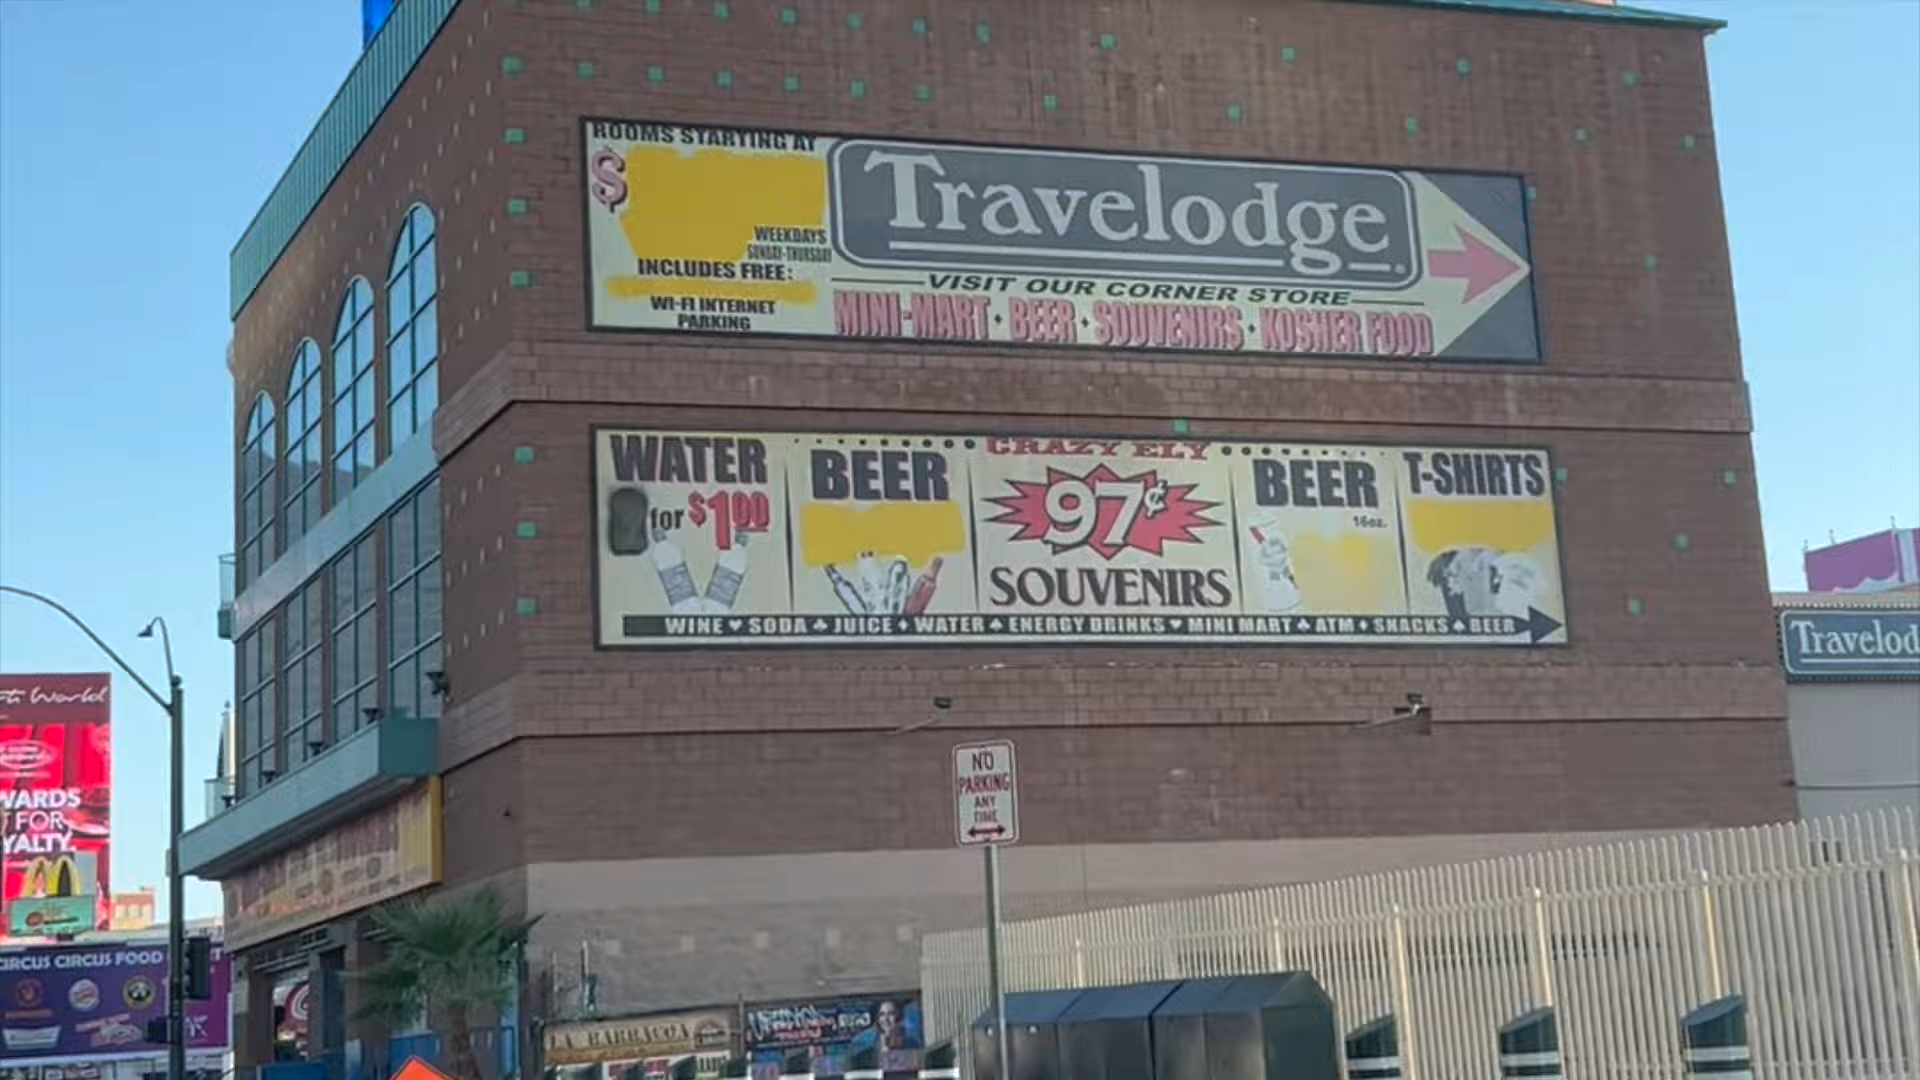 ROOMS STARTING AT
$
WEEKDAYS
SUNDAY-THURSDAY
INCLUDES FREE:
WI-FI INTERNET
PARKING
Travelodge
VISIT OUR CORNER STORE
MINI-MART • BEER • SOUVENIRS • KOSHER FOOD
WATER
for $1.00
BEER
CRAZY ELY
97¢
SOUVENIRS
BEER
16oz.
T-SHIRTS
WINE ♥ SODA ♣ JUICE ♦ WATER ♠ ENERGY DRINKS ♥ MINI MART ♣ ATM ♦ SNACKS ♠ BEER
Travelod
NO
PARKING
ANY
TIME
World
WARDS
FOR
YALTY.
CIRCUS CIRCUS FOOD
LA BARBACOA